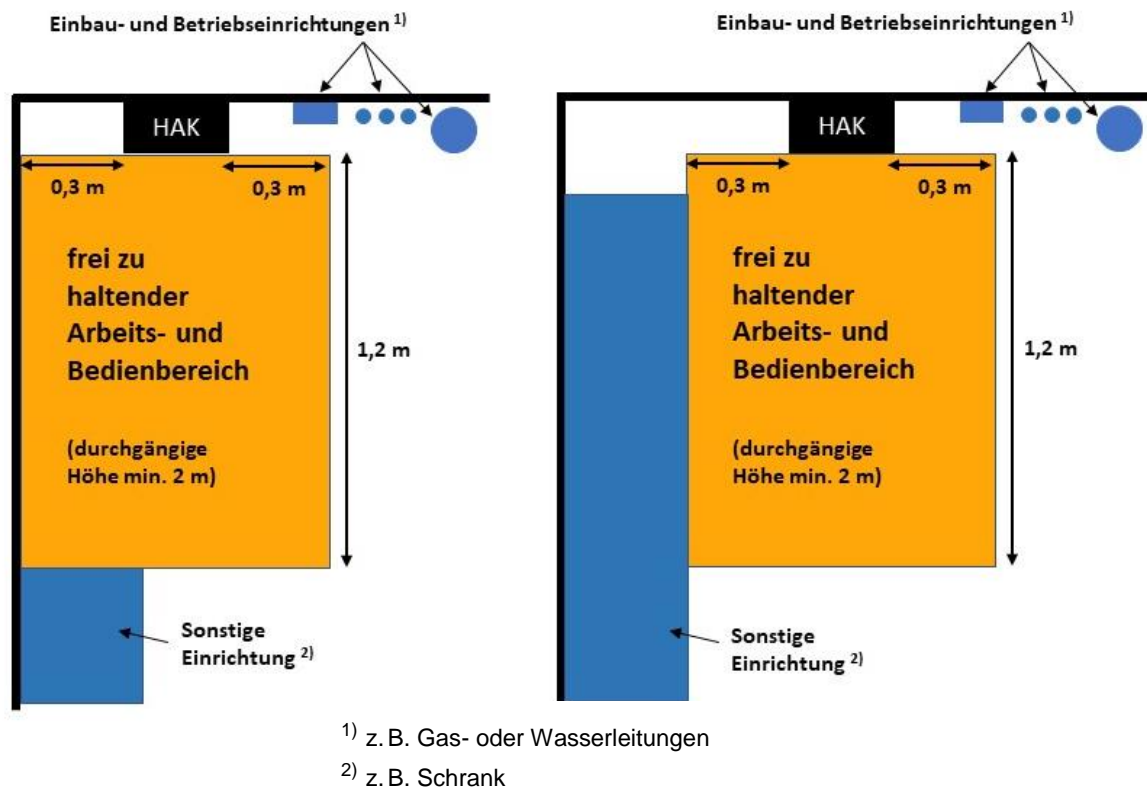 Einbau- und Betriebseinrichtungen ¹⁾
HAK
0,3 m
0,3 m
frei zu
haltender
Arbeits- und
Bedienbereich
(durchgängige
Höhe min. 2 m)
1,2 m
Sonstige
Einrichtung ²⁾
Einbau- und Betriebseinrichtungen ¹⁾
HAK
0,3 m
0,3 m
frei zu
haltender
Arbeits- und
Bedienbereich
(durchgängige
Höhe min. 2 m)
1,2 m
Sonstige
Einrichtung ²⁾
¹⁾ z. B. Gas- oder Wasserleitungen
²⁾ z. B. Schrank